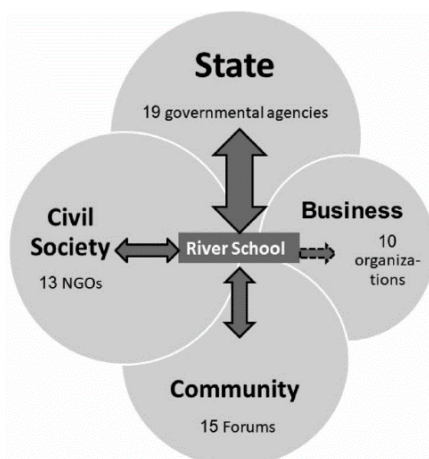 State
19 governmental agencies
Civil
Society
13 NGOs
River School
Business
10
organiza-
tions
Community
15 Forums